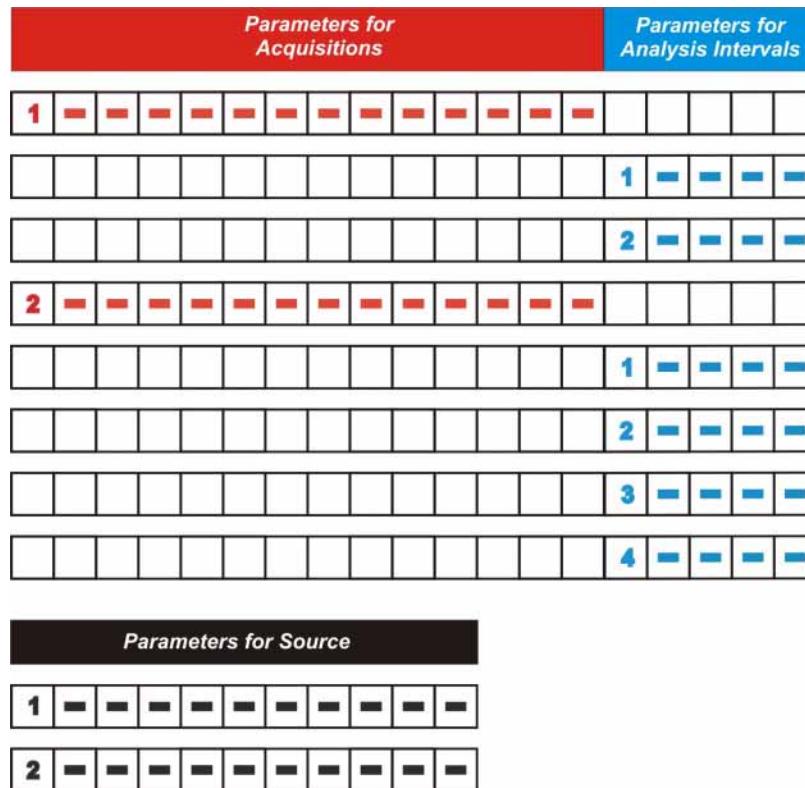 Parameters for
Acquisitions
Parameters for
Analysis Intervals
1 - - - - - - - - - - - - -
1 - - - -
2 - - - -
2 - - - - - - - - - - - - -
1 - - - -
2 - - - -
3 - - - -
4 - - - -
Parameters for Source
1 - - - - - - - - - -
2 - - - - - - - - - -